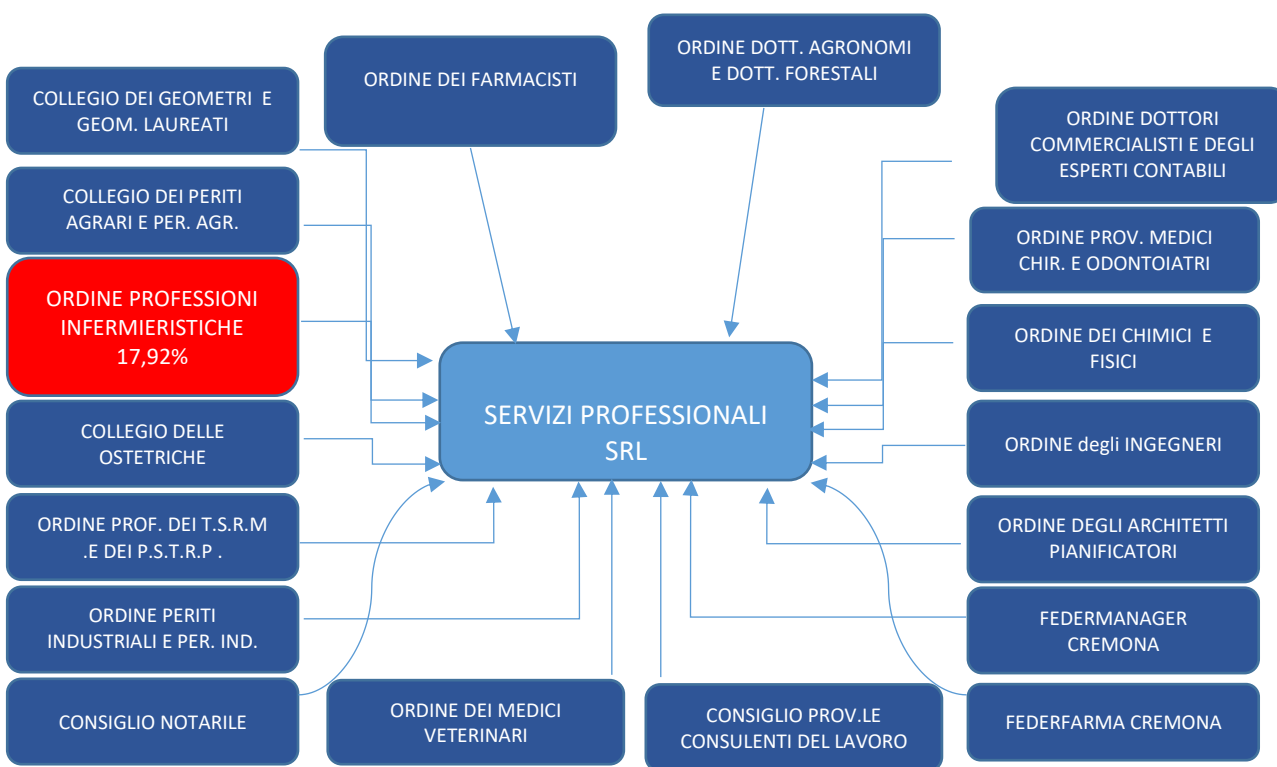 ORDINE DEI FARMACISTI
ORDINE DOTT. AGRONOMI
E DOTT. FORESTALI
COLLEGIO DEI GEOMETRI E
GEOM. LAUREATI
ORDINE DOTTORI
COMMERCIALISTI E DEGLI
ESPERTI CONTABILI
COLLEGIO DEI PERITI
AGRARI E PER. AGR.
ORDINE PROV. MEDICI
CHIR. E ODONTOIATRI
ORDINE PROFESSIONI
INFERMIERISTICHE
17,92%
ORDINE DEI CHIMICI E
FISICI
SERVIZI PROFESSIONALI
SRL
COLLEGIO DELLE
OSTETRICHE
ORDINE degli INGEGNERI
ORDINE PROF. DEI T.S.R.M
.E DEI P.S.T.R.P .
ORDINE DEGLI ARCHITETTI
PIANIFICATORI
ORDINE PERITI
INDUSTRIALI E PER. IND.
FEDERMANAGER
CREMONA
CONSIGLIO NOTARILE
ORDINE DEI MEDICI
VETERINARI
CONSIGLIO PROV.LE
CONSULENTI DEL LAVORO
FEDERFARMA CREMONA